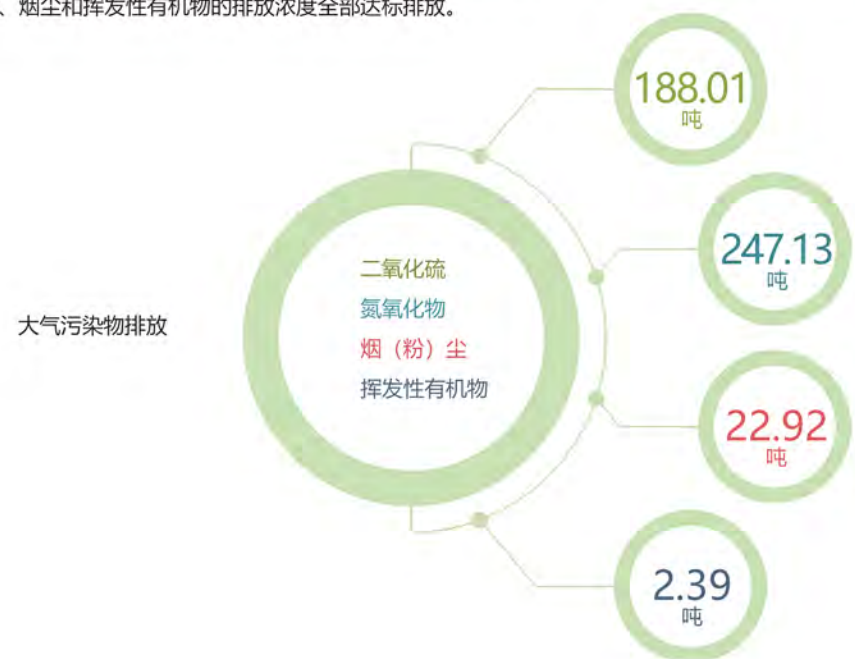 、烟尘和挥发性有机物的排放浓度全部达标排放。
188.01
吨
247.13
吨
二氧化硫
氮氧化物
烟（粉）尘
挥发性有机物
大气污染物排放
22.92
吨
2.39
吨